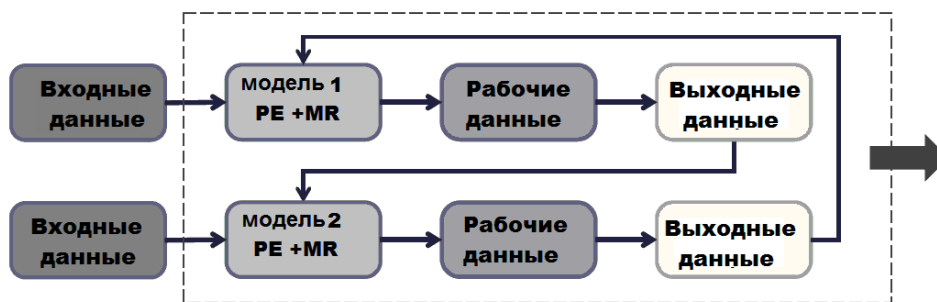 Входные
данные
модель 1
PE +MR
Рабочие
данные
Выходные
данные
Входные
данные
модель 2
PE +MR
Рабочие
данные
Выходные
данные